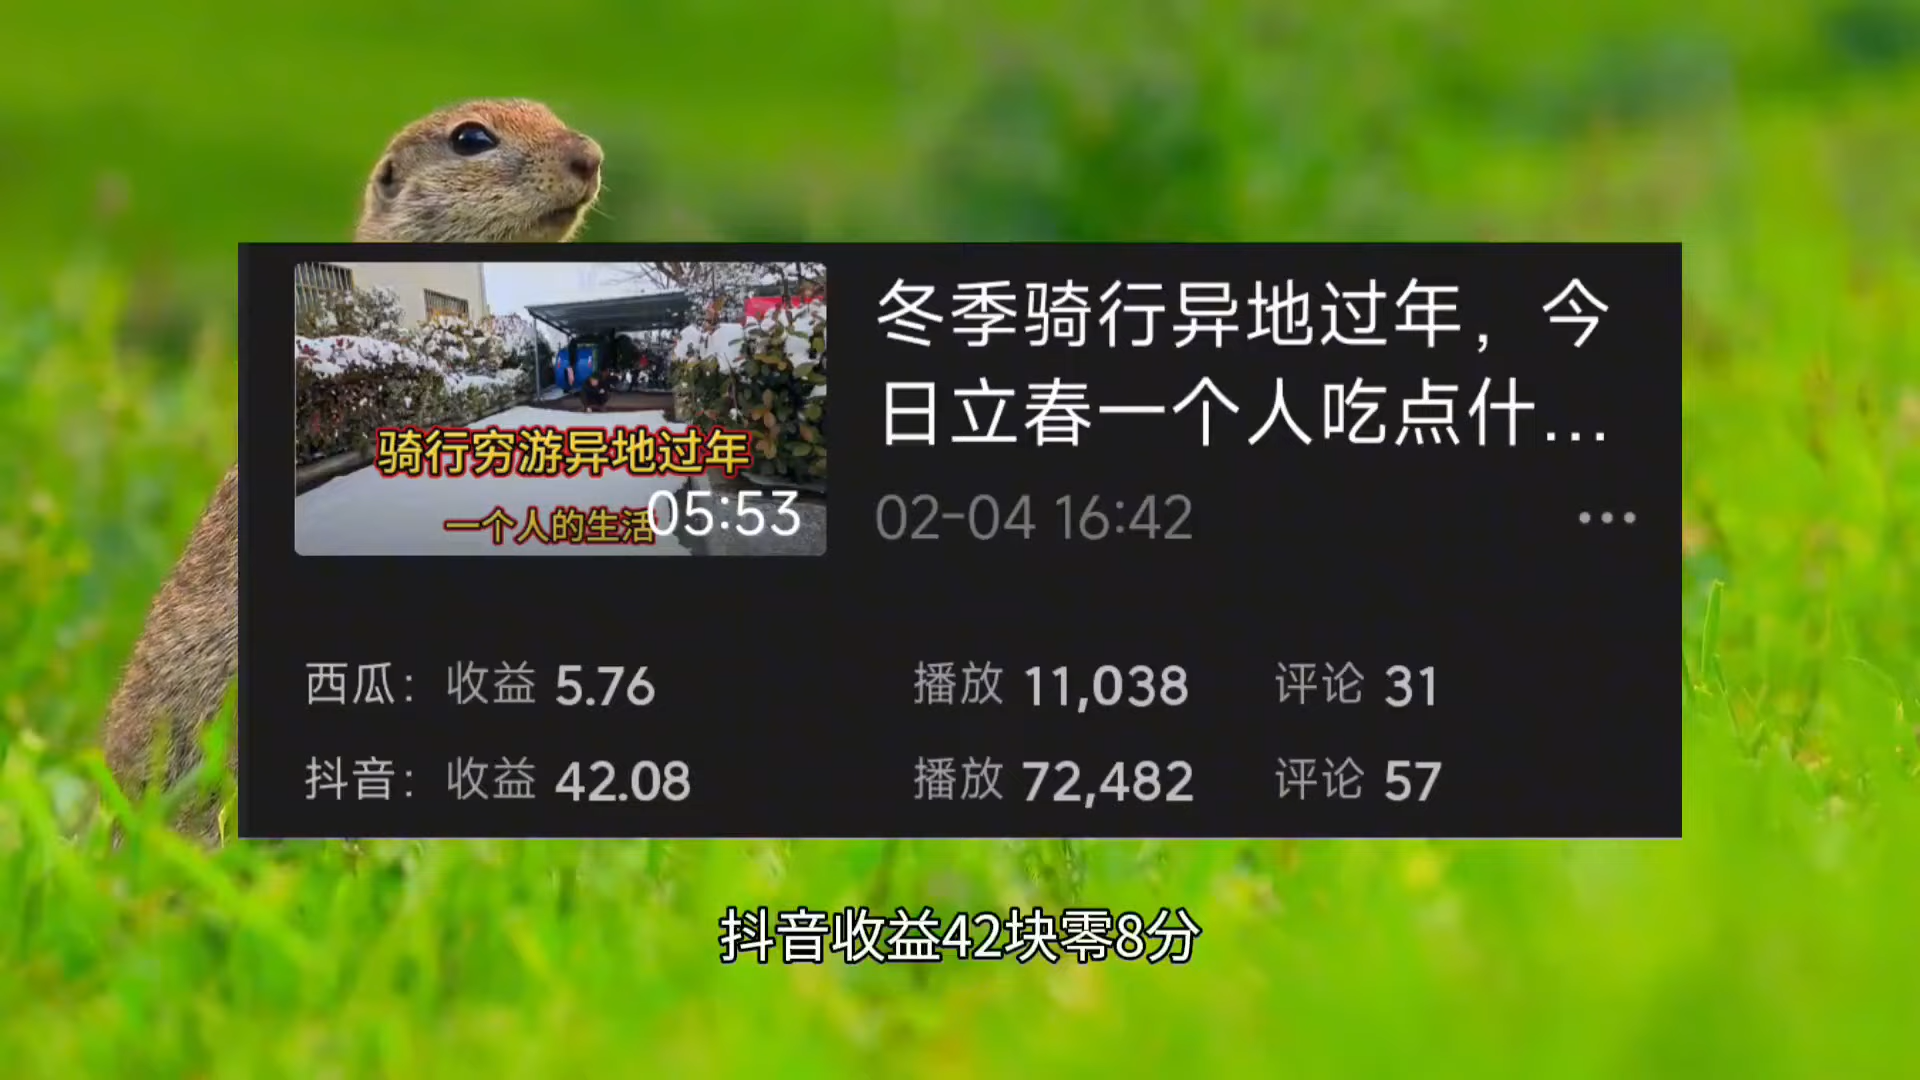 冬季骑行异地过年，今
日立春一个人吃点什...
骑行穷游异地过年
一个人的生活
05:53
02-04 16:42
西瓜： 收益 5.76 播放 11,038 评论 31
抖音： 收益 42.08 播放 72,482 评论 57
抖音收益42块零8分